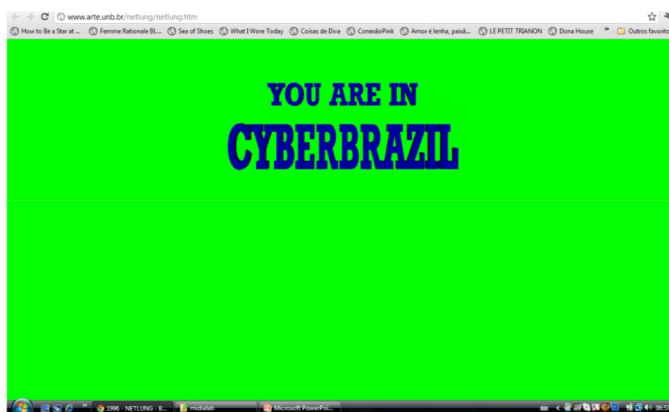 www.arte.unb.br/netlung/netlung.htm
How to Be a Star at ... Femme Rationale BL... Sea of Shoes What I Wore Today Coisas de Diva ConexãoPink Amor é lenha, paixã... LE PETIT TRIANON Dona House » Outros favorito
YOU ARE IN
CYBERBRAZIL
1996 - NETLUNG - B... midialab Microsoft PowerPoi...